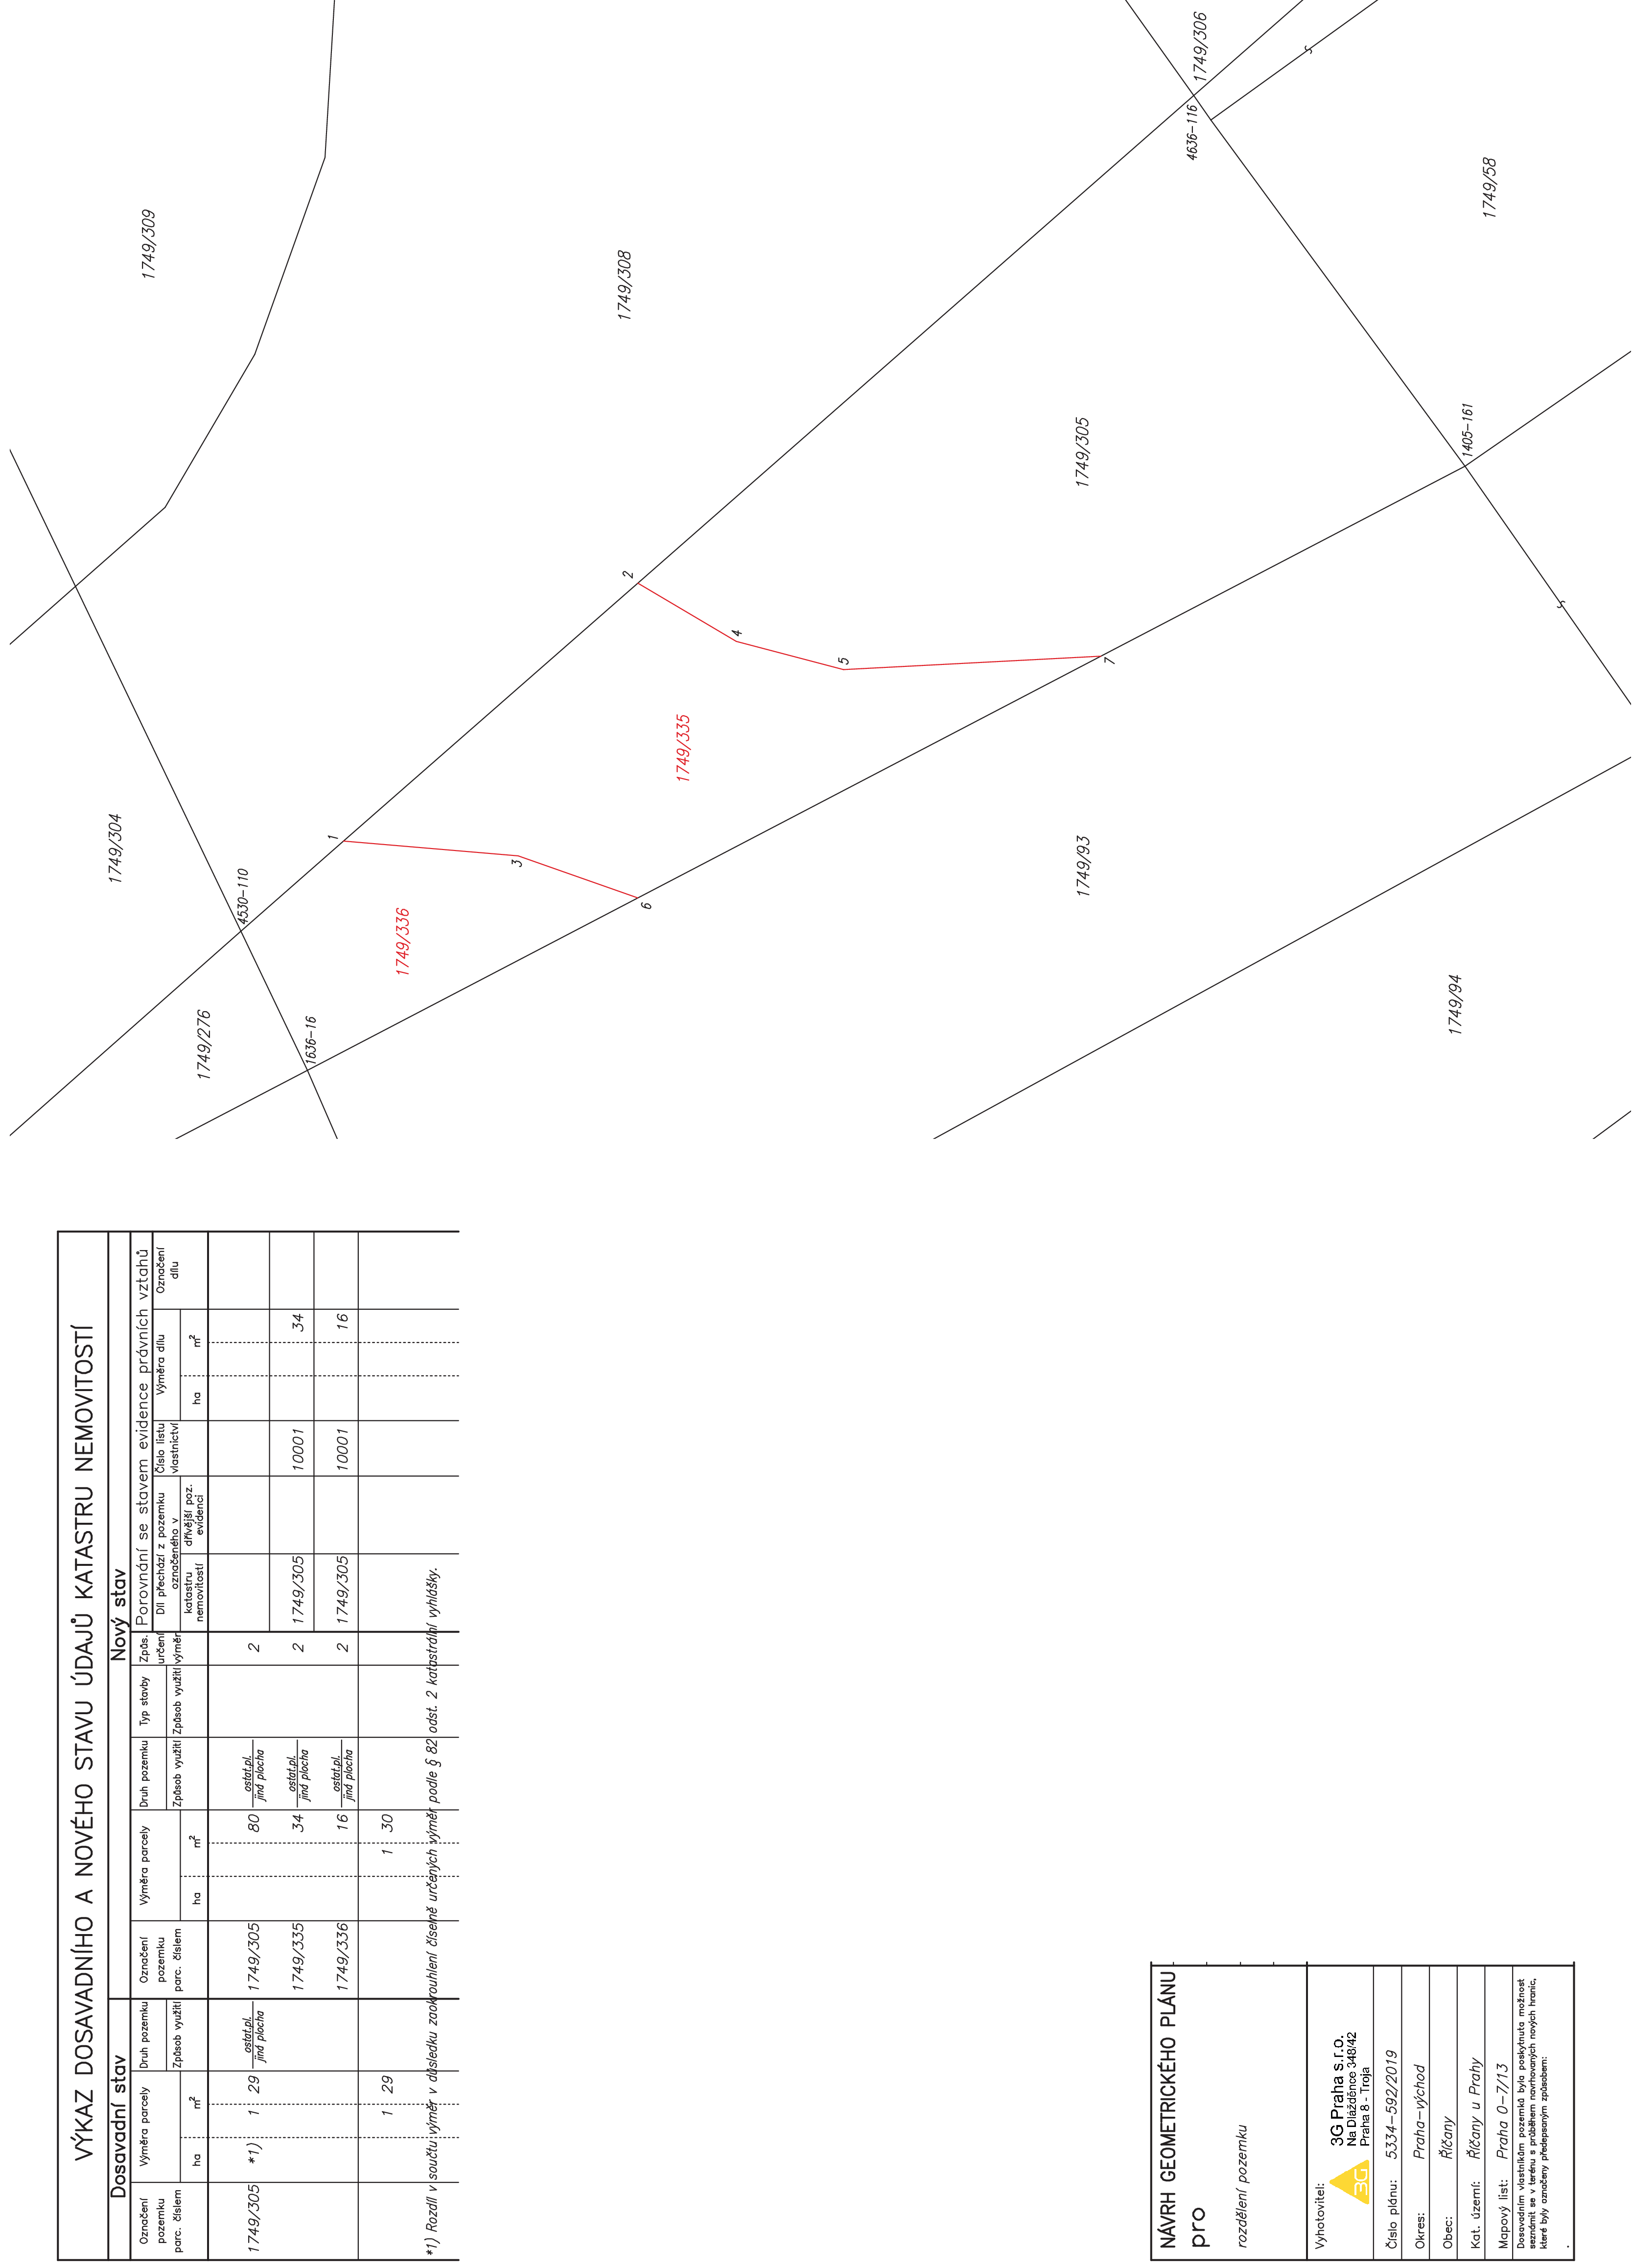 1749/309
1749/308
1749/306
4636-116
1749/58
1749/305
1405-161
2
4
5
7
1749/335
1749/304
1
3
6
4530-110
1749/336
1749/93
1749/276
1636-16
1749/94
S
S
VÝKAZ DOSAVADNÍHO A NOVÉHO STAVU ÚDAJŮ KATASTRU NEMOVITOSTÍ
Dosavadní stav
Nový stav
Označení pozemku parc. číslem
Výměra parcely
ha
m²
Druh pozemku
Způsob využití
Označení pozemku parc. číslem
Výměra parcely
ha
m²
Druh pozemku
Způsob využití
Typ stavby
Způsob využití
Způs. určení výměr
Porovnání se stavem evidence právních vztahů
Díl přechází z pozemku označeného v
katastru nemovitostí
dřívější poz. evidenci
Číslo listu vlastnictví
Výměra dílu
ha
m²
Označení dílu
1749/305 *1) 1 29 ostat.pl. jiná plocha 1749/305 80 ostat.pl. jiná plocha 2
1749/335 34 ostat.pl. jiná plocha 2 1749/305 10001 34
1749/336 16 ostat.pl. jiná plocha 2 1749/305 10001 16
1 29 1 30
*1) Rozdíl v součtu výměr v důsledku zaokrouhlení číselně určených výměr podle § 82 odst. 2 katastrální vyhlášky.
NÁVRH GEOMETRICKÉHO PLÁNU
pro
rozdělení pozemku
Vyhotovitel:
3G
3G Praha s.r.o.
Na Dlážděnce 348/42
Praha 8 - Troja
Číslo plánu: 5334-592/2019
Okres: Praha-východ
Obec: Říčany
Kat. území: Říčany u Prahy
Mapový list: Praha 0-7/13
Dosavadním vlastníkům pozemků byla poskytnuta možnost
seznámit se v terénu s průběhem navrhovaných nových hranic,
které byly označeny předepsaným způsobem:
.